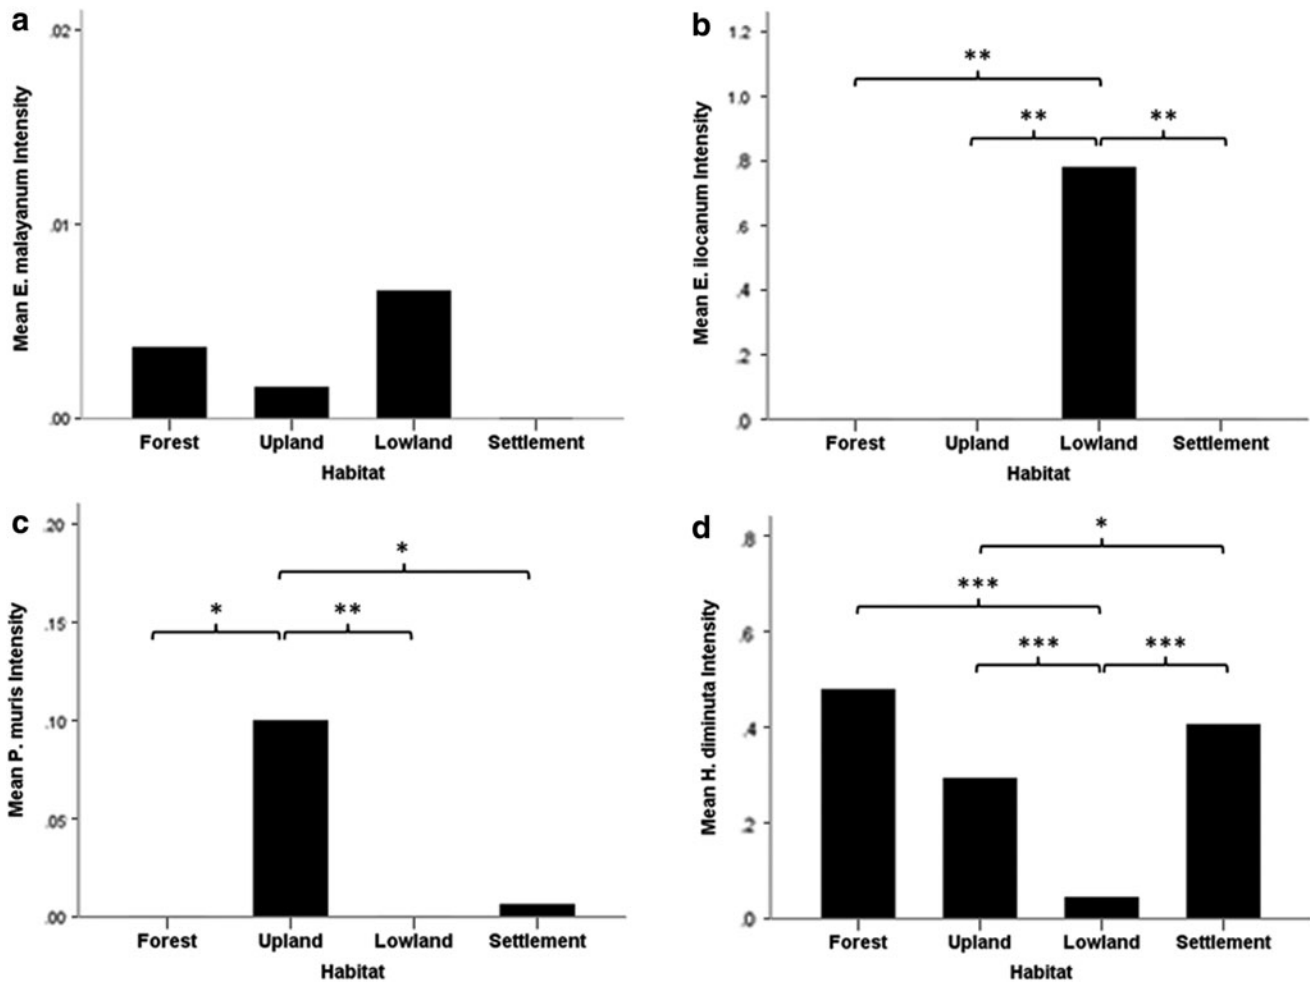 a
.02
.01
.00
Mean E. malayanum Intensity
Forest Upland Lowland Settlement
Habitat
b
1.2
1.0
.8
.6
.4
.2
.0
Mean E. ilocanum Intensity
**
** **
Forest Upland Lowland Settlement
Habitat
c
.20
.15
.10
.05
.00
Mean P. muris Intensity
*
* **
Forest Upland Lowland Settlement
Habitat
d
.8
.6
.4
.2
.0
Mean H. diminuta Intensity
*
***
*** ***
Forest Upland Lowland Settlement
Habitat